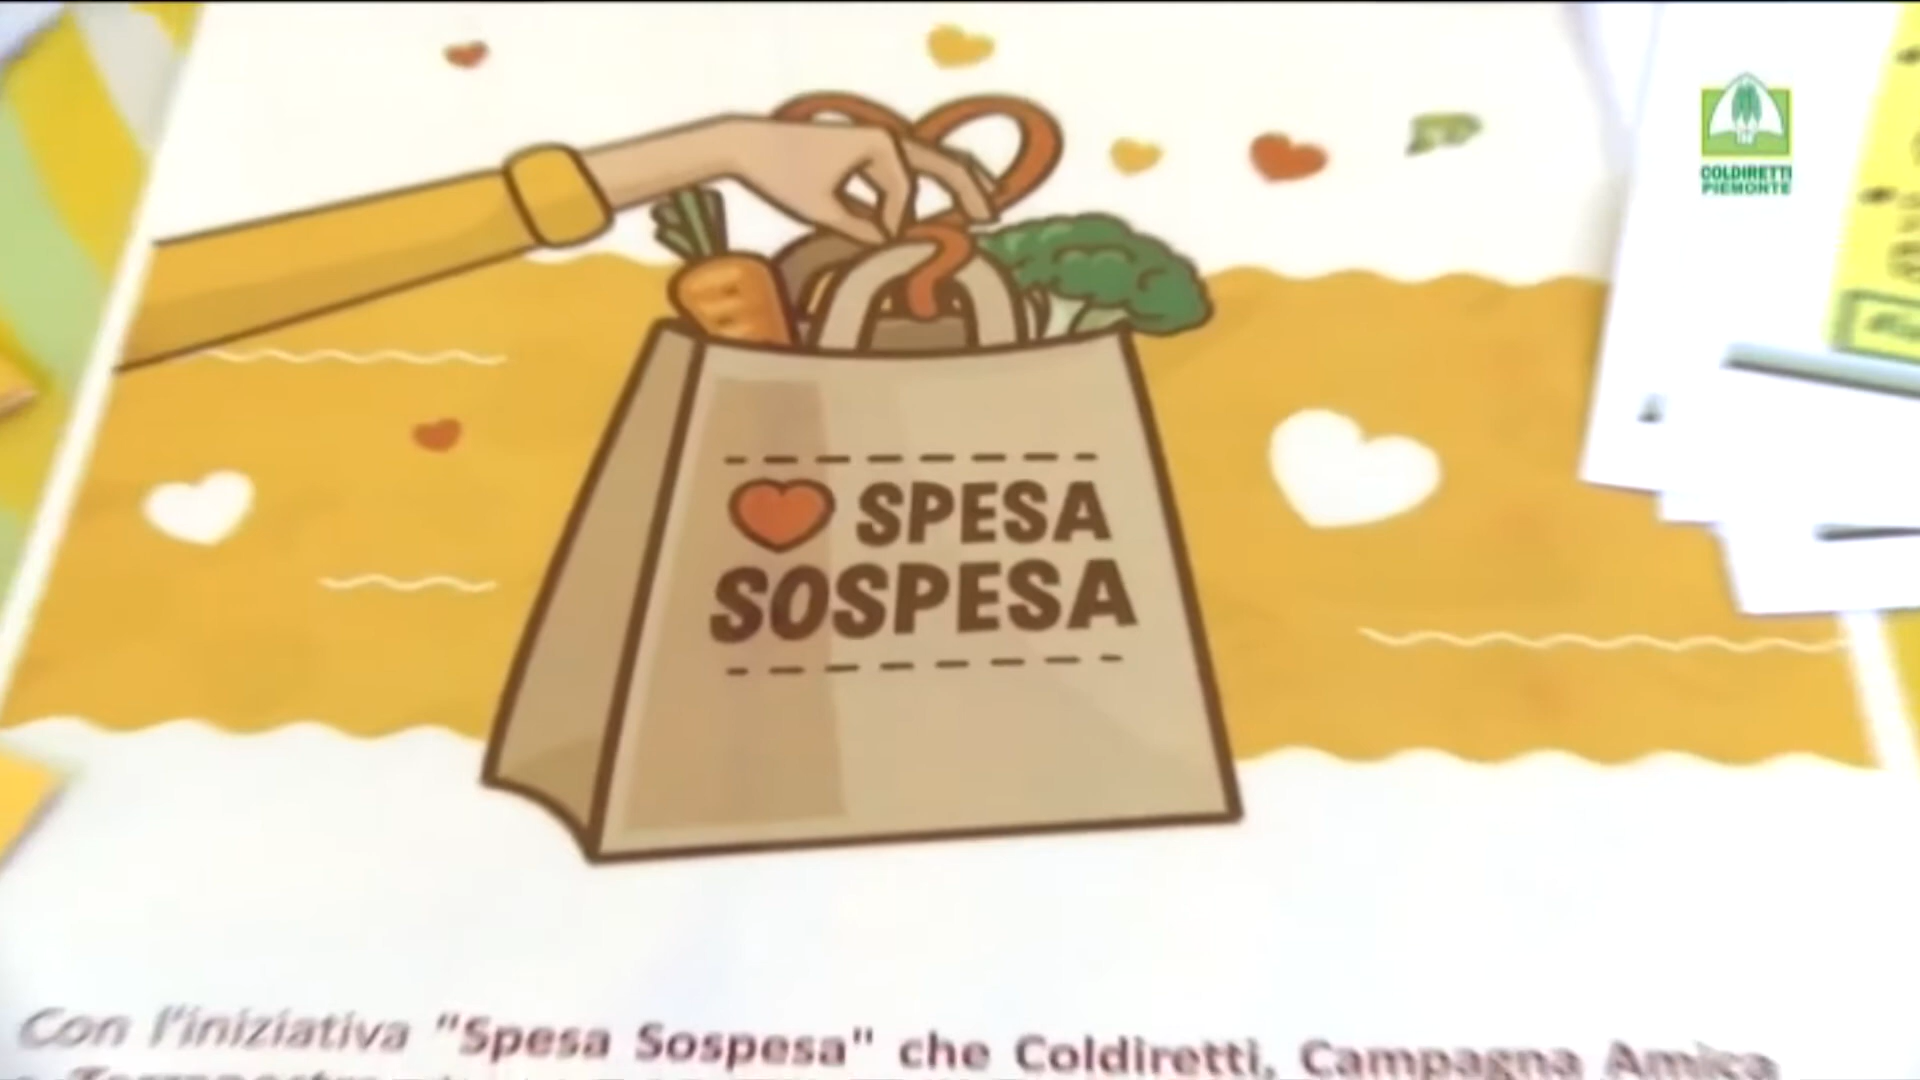 COLDIRETTI
PIEMONTE
SPESA
SOSPESA
Con l'iniziativa "Spesa Sospesa" che Coldiretti, Campagna Amica